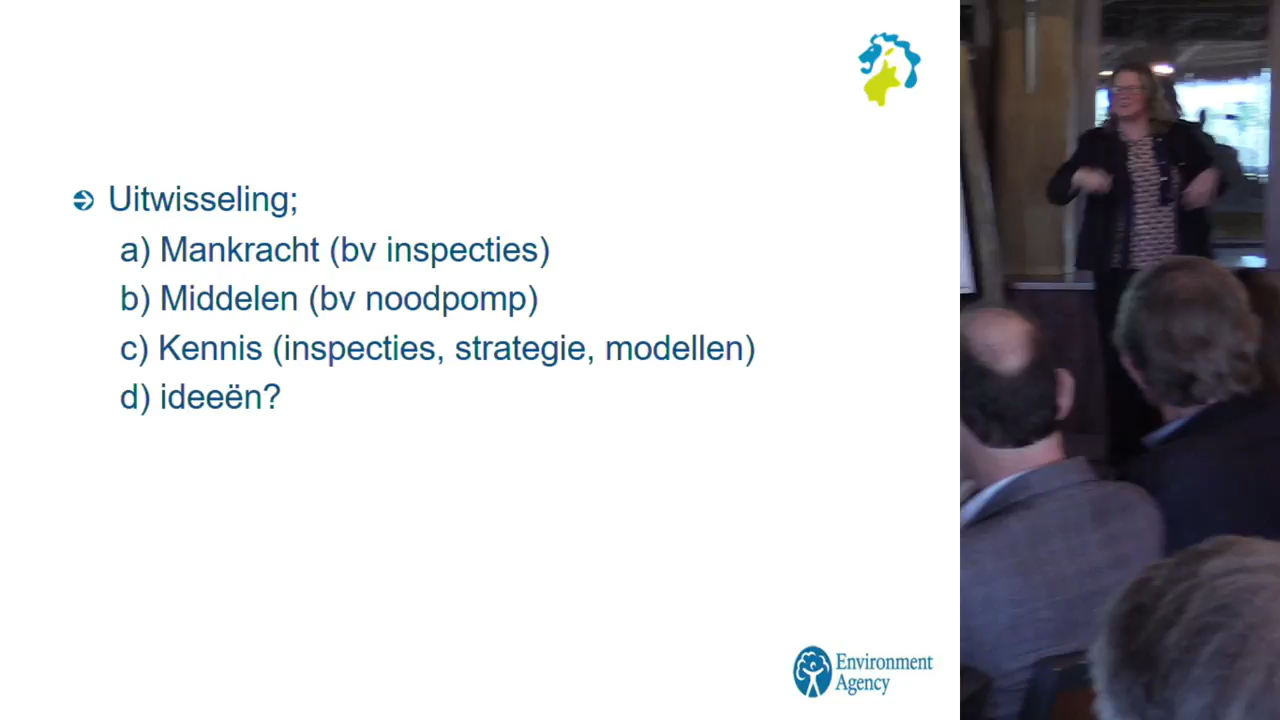 Uitwisseling;
a) Mankracht (bv inspecties)
b) Middelen (bv noodpomp)
c) Kennis (inspecties, strategie, modellen)
d) ideeën?
Environment
Agency